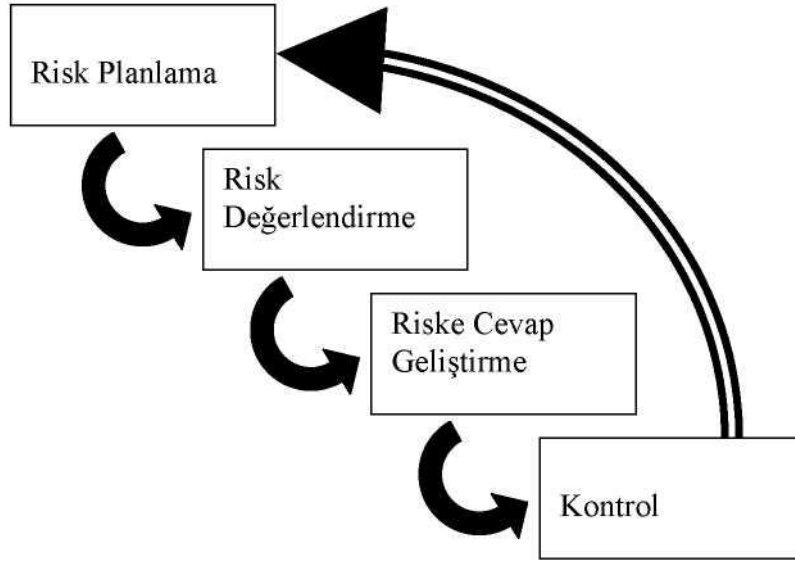 Risk Planlama
Risk
Değerlendirme
Riske Cevap
Geliştirme
Kontrol